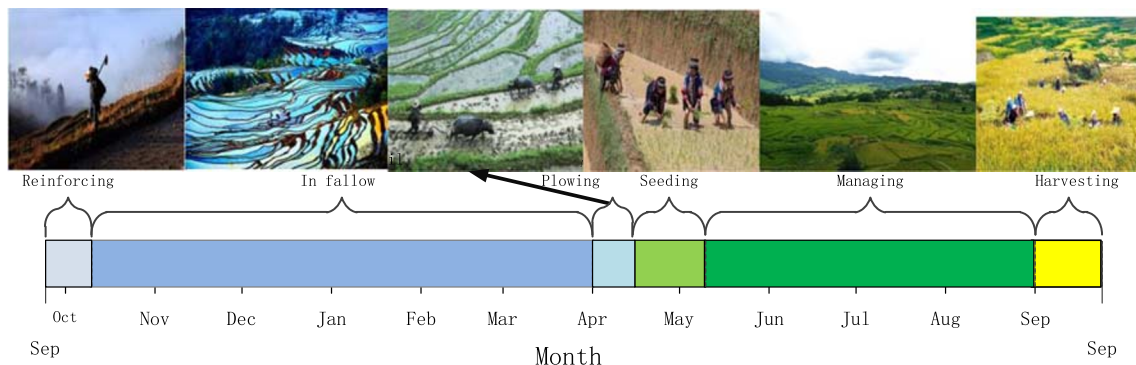 Reinforcing
In fallow
Plowing
Seeding
Managing
Harvesting
Oct
Nov
Dec
Jan
Feb
Mar
Apr
May
Jun
Jul
Aug
Sep
Sep
Sep
Month